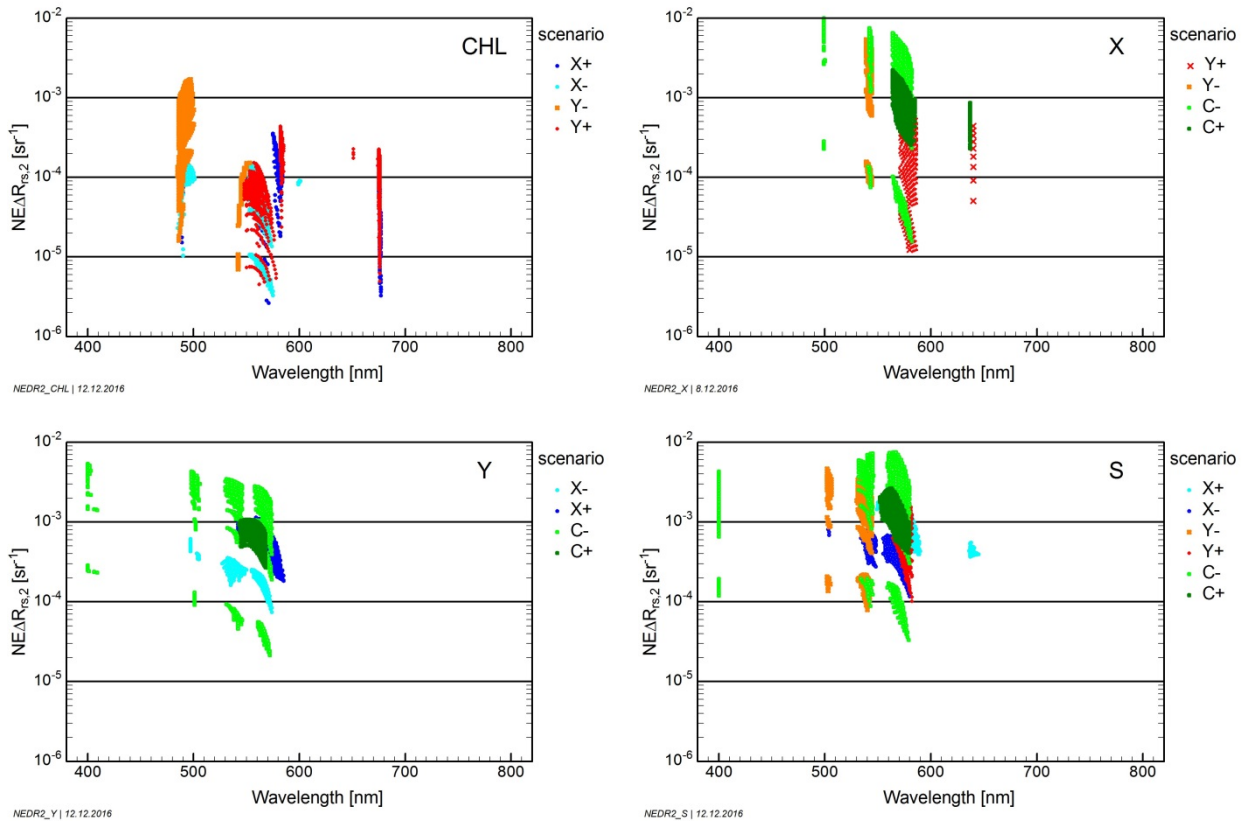 CHL
scenario
X+
X-
Y-
Y+
10⁻²
10⁻³
10⁻⁴
10⁻⁵
10⁻⁶
NEΔRrs,2 [sr⁻¹]
400 500 600 700 800
Wavelength [nm]
NEDR2_CHL | 12.12.2016
X
scenario
Y+
Y-
C-
C+
10⁻²
10⁻³
10⁻⁴
10⁻⁵
10⁻⁶
NEΔRrs,2 [sr⁻¹]
400 500 600 700 800
Wavelength [nm]
NEDR2_X | 8.12.2016
Y
scenario
X-
X+
C-
C+
10⁻²
10⁻³
10⁻⁴
10⁻⁵
10⁻⁶
NEΔRrs,2 [sr⁻¹]
400 500 600 700 800
Wavelength [nm]
NEDR2_Y | 12.12.2016
S
scenario
X+
X-
Y-
Y+
C-
C+
10⁻²
10⁻³
10⁻⁴
10⁻⁵
10⁻⁶
NEΔRrs,2 [sr⁻¹]
400 500 600 700 800
Wavelength [nm]
NEDR2_S | 12.12.2016